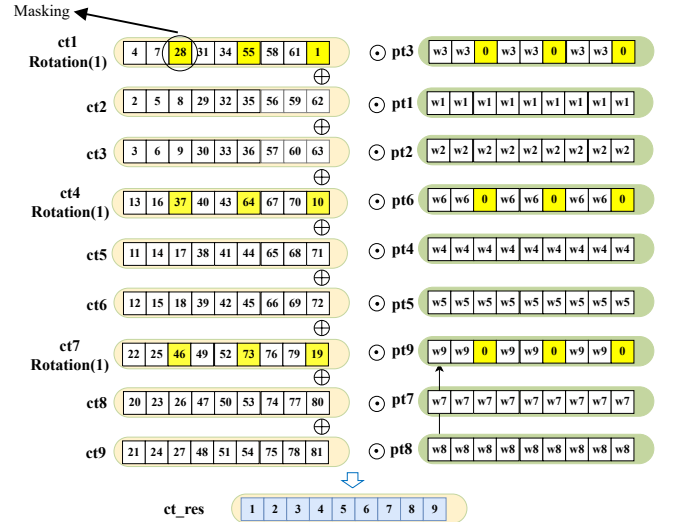 Masking
ct1 Rotation(1) 4 7 28 31 34 55 58 61 1 pt3 w3 w3 0 w3 w3 0 w3 w3 0
ct2 2 5 8 29 32 35 56 59 62 pt1 w1 w1 w1 w1 w1 w1 w1 w1 w1
ct3 3 6 9 30 33 36 57 60 63 pt2 w2 w2 w2 w2 w2 w2 w2 w2 w2
ct4 Rotation(1) 13 16 37 40 43 64 67 70 10 pt6 w6 w6 0 w6 w6 0 w6 w6 0
ct5 11 14 17 38 41 44 65 68 71 pt4 w4 w4 w4 w4 w4 w4 w4 w4 w4
ct6 12 15 18 39 42 45 66 69 72 pt5 w5 w5 w5 w5 w5 w5 w5 w5 w5
ct7 Rotation(1) 22 25 46 49 52 73 76 79 19 pt9 w9 w9 0 w9 w9 0 w9 w9 0
ct8 20 23 26 47 50 53 74 77 80 pt7 w7 w7 w7 w7 w7 w7 w7 w7 w7
ct9 21 24 27 48 51 54 75 78 81 pt8 w8 w8 w8 w8 w8 w8 w8 w8 w8
ct_res 1 2 3 4 5 6 7 8 9